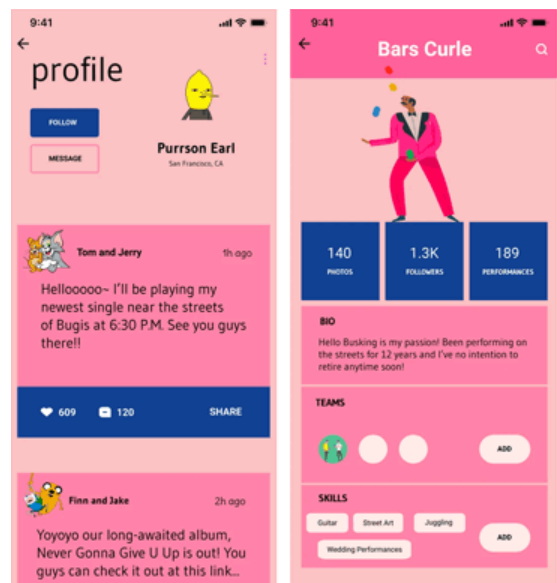 9:41
profile
FOLLOW
MESSAGE
Purrson Earl
San Francisco, CA
Tom and Jerry
1h ago
Hellooooo~ I'll be playing my
newest single near the streets
of Bugis at 6:30 P.M. See you guys
there!!
609
120
SHARE
Finn and Jake
2h ago
Yoyoyo our long-awaited album,
Never Gonna Give U Up is out! You
guys can check it out at this link...
9:41
Bars Curle
140
PHOTOS
1.3K
FOLLOWERS
189
PERFORMANCES
BIO
Hello Busking is my passion! Been performing on
the streets for 12 years and I've no intention to
retire anytime soon!
TEAMS
ADD
SKILLS
Guitar
Street Art
Juggling
Wedding Performances
ADD